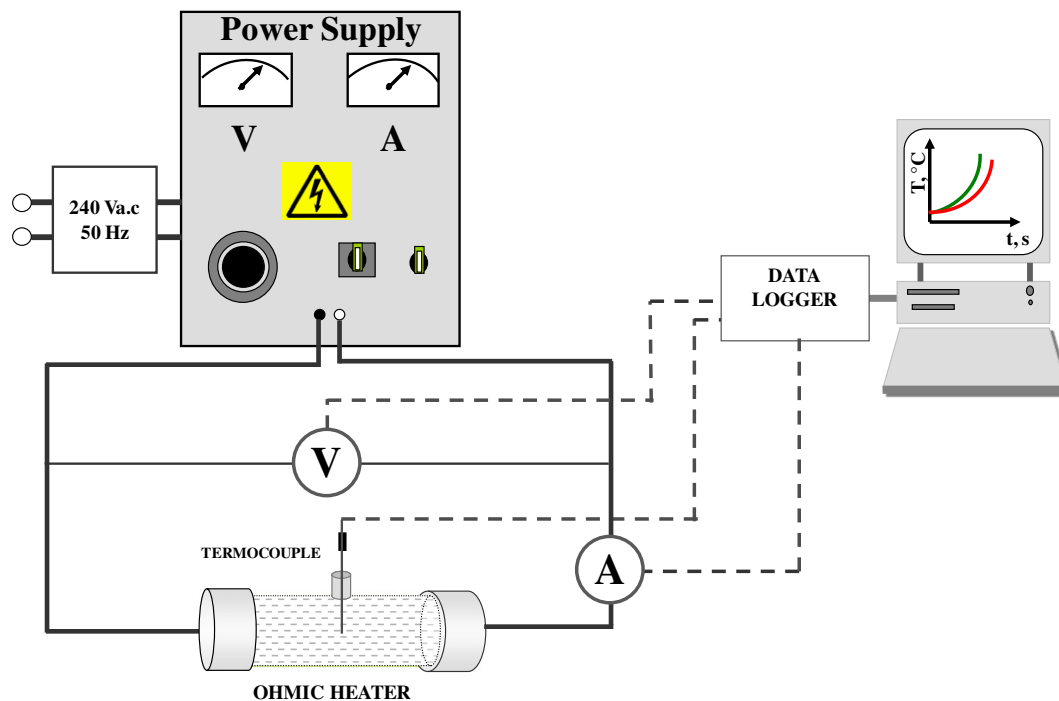 Power Supply
V
A
240 Va.c
50 Hz
T, °C
t, s
DATA
LOGGER
V
TERMOCOUPLE
A
OHMIC HEATER